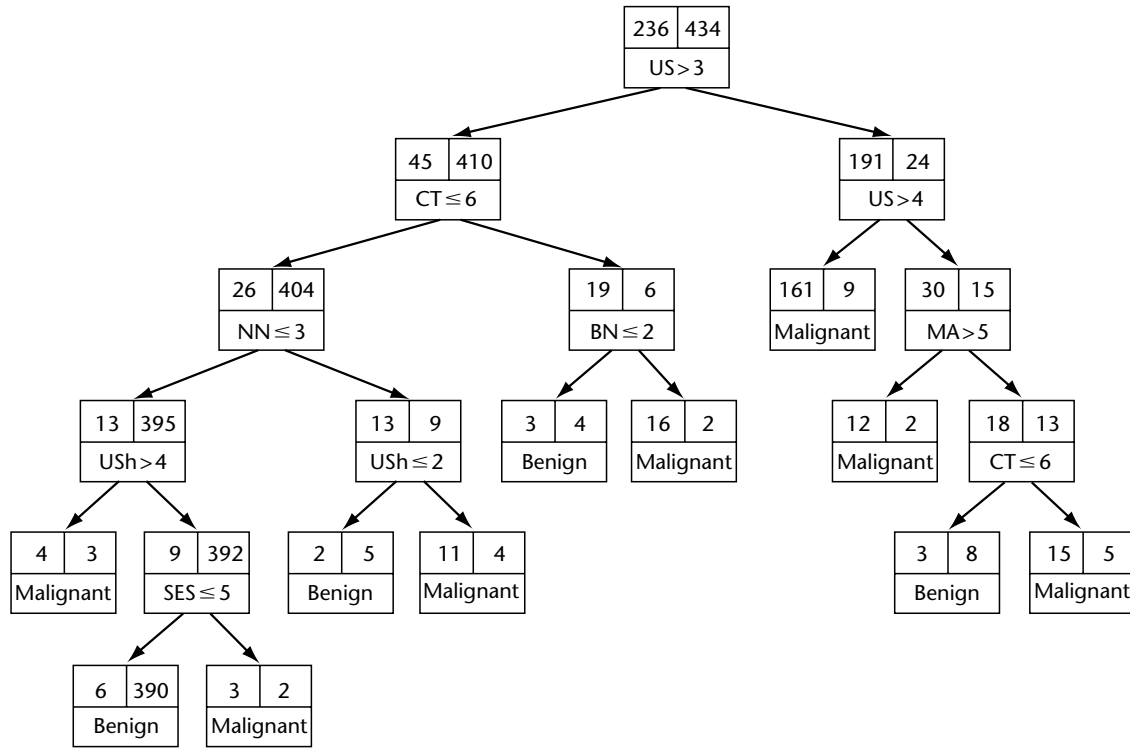 236 434
US>3
45 410
CT≤6
191 24
US>4
26 404
NN≤3
19 6
BN≤2
161 9
Malignant
30 15
MA>5
13 395
USh>4
13 9
USh≤2
3 4
Benign
16 2
Malignant
12 2
Malignant
18 13
CT≤6
4 3
Malignant
9 392
SES≤5
2 5
Benign
11 4
Malignant
3 8
Benign
15 5
Malignant
6 390
Benign
3 2
Malignant